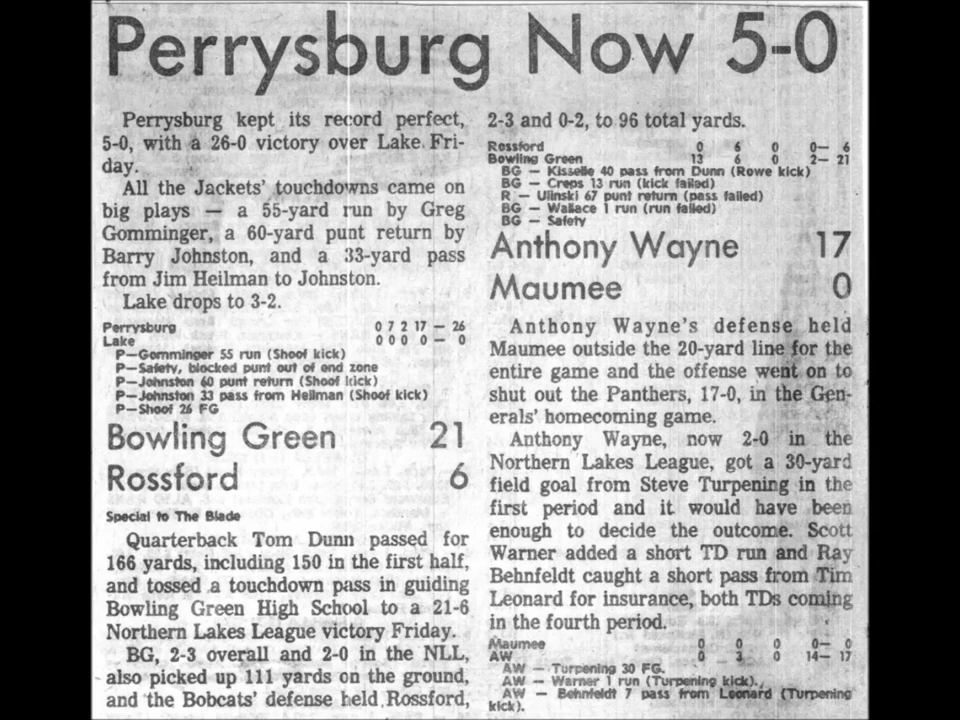 Perrysburg Now 5-0
Perrysburg kept its record perfect,
5-0, with a 26-0 victory over Lake Fri-
day.
All the Jackets' touchdowns came on
big plays — a 55-yard run by Greg
Gomminger, a 60-yard punt return by
Barry Johnston, and a 33-yard pass
from Jim Heilman to Johnston.
Lake drops to 3-2.
Perrysburg 0 7 2 17 — 26
Lake 0 0 0 0 — 0
P—Gomminger 55 run (Shoof kick)
P—Safety, blocked punt out of end zone
P—Johnston 60 punt return (Shoof kick)
P—Johnston 33 pass from Heilman (Shoof kick)
P—Shoof 26 FG
Bowling Green 21
Rossford 6
Special to The Blade
Quarterback Tom Dunn passed for
166 yards, including 150 in the first half,
and tossed a touchdown pass in guiding
Bowling Green High School to a 21-6
Northern Lakes League victory Friday.
BG, 2-3 overall and 2-0 in the NLL,
also picked up 111 yards on the ground,
and the Bobcats' defense held Rossford,
2-3 and 0-2, to 96 total yards.
Rossford 0 6 0 0— 6
Bowling Green 13 6 0 2— 21
BG — Kisselle 40 pass from Dunn (Rowe kick)
BG — Creps 13 run (kick failed)
R — Ulinski 67 punt return (pass failed)
BG — Wallace 1 run (run failed)
BG — Safety
Anthony Wayne 17
Maumee 0
Anthony Wayne's defense held
Maumee outside the 20-yard line for the
entire game and the offense went on to
shut out the Panthers, 17-0, in the Gen-
erals' homecoming game.
Anthony Wayne, now 2-0 in the
Northern Lakes League, got a 30-yard
field goal from Steve Turpening in the
first period and it would have been
enough to decide the outcome. Scott
Warner added a short TD run and Ray
Behnfeldt caught a short pass from Tim
Leonard for insurance, both TDs coming
in the fourth period.
Maumee 0 0 0 0— 0
AW 0 3 0 14— 17
AW — Turpening 30 FG.
AW — Warner 1 run (Turpening kick).
AW — Behnfeldt 7 pass from Leonard (Turpening
kick).